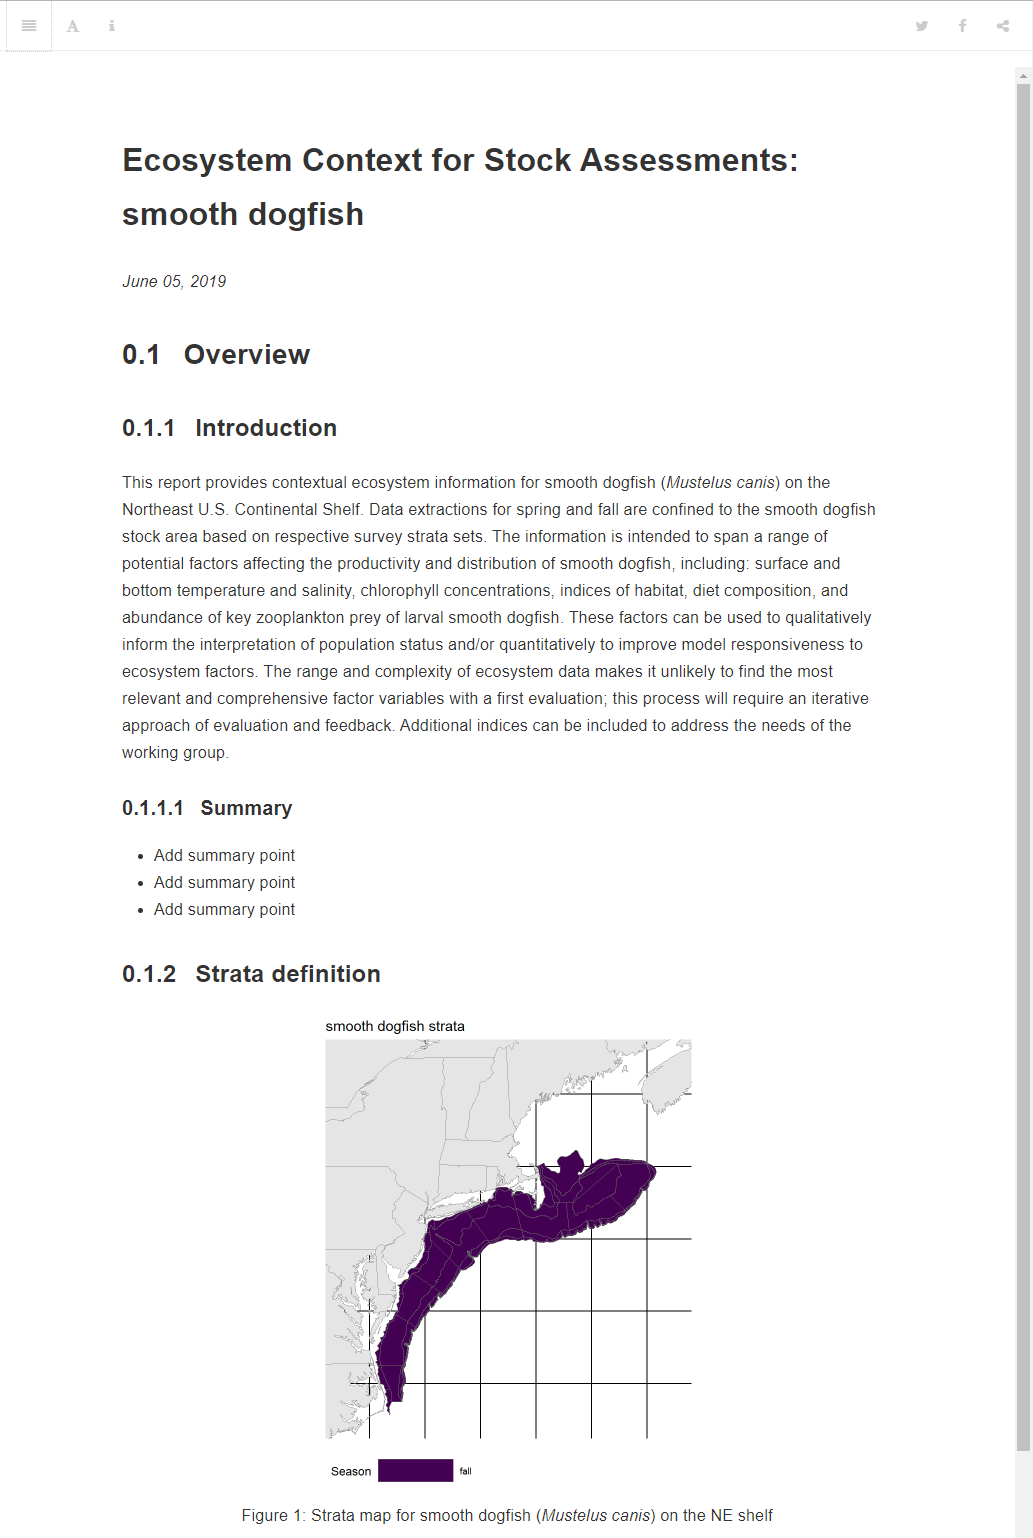 Ecosystem Context for Stock Assessments:
smooth dogfish
June 05, 2019
0.1 Overview
0.1.1 Introduction
This report provides contextual ecosystem information for smooth dogfish (Mustelus canis) on the
Northeast U.S. Continental Shelf. Data extractions for spring and fall are confined to the smooth dogfish
stock area based on respective survey strata sets. The information is intended to span a range of
potential factors affecting the productivity and distribution of smooth dogfish, including: surface and
bottom temperature and salinity, chlorophyll concentrations, indices of habitat, diet composition, and
abundance of key zooplankton prey of larval smooth dogfish. These factors can be used to qualitatively
inform the interpretation of population status and/or quantitatively to improve model responsiveness to
ecosystem factors. The range and complexity of ecosystem data makes it unlikely to find the most
relevant and comprehensive factor variables with a first evaluation; this process will require an iterative
approach of evaluation and feedback. Additional indices can be included to address the needs of the
working group.
0.1.1.1 Summary
• Add summary point
• Add summary point
• Add summary point
0.1.2 Strata definition
smooth dogfish strata
Season fall
Figure 1: Strata map for smooth dogfish (Mustelus canis) on the NE shelf